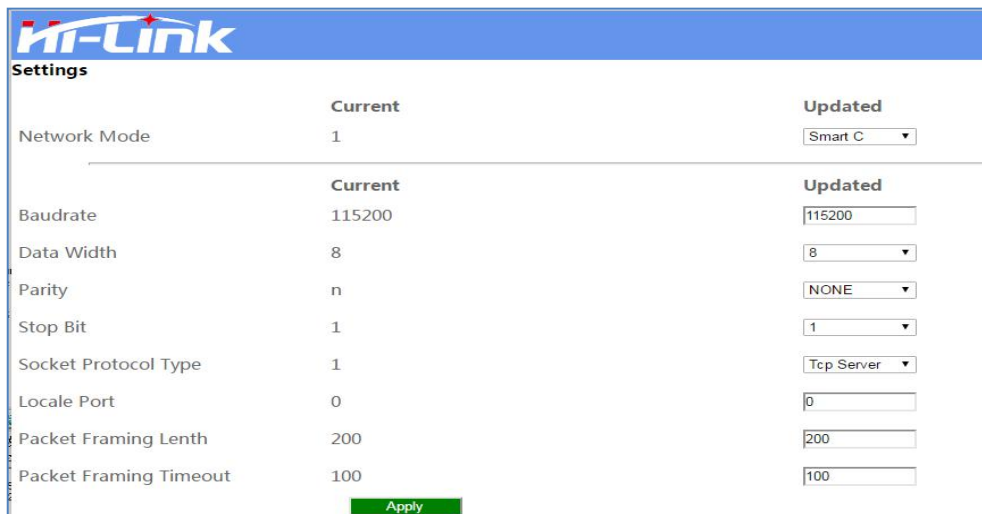 Hi-Link
Settings
Current Updated
Network Mode 1 Smart C
Current Updated
Baudrate 115200 115200
Data Width 8 8
Parity n NONE
Stop Bit 1 1
Socket Protocol Type 1 Tcp Server
Locale Port 0 0
Packet Framing Lenth 200 200
Packet Framing Timeout 100 100
Apply